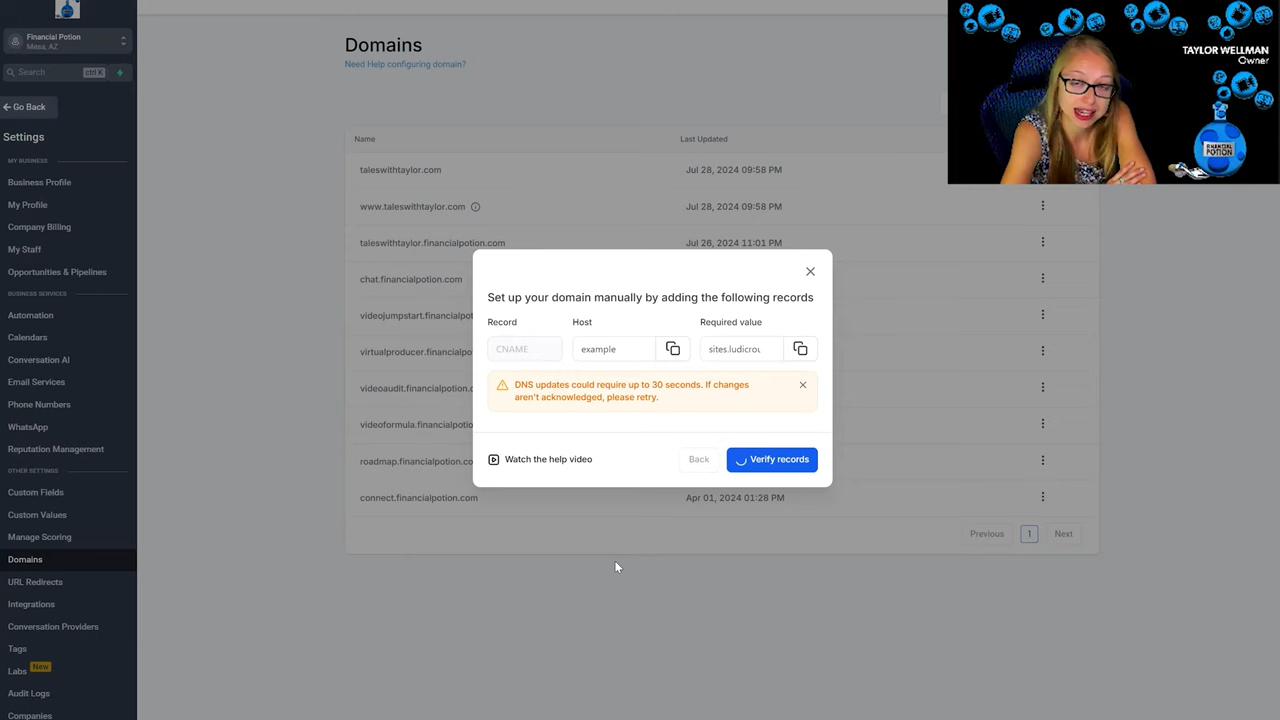 Financial Potion
Mesa, AZ
Search
ctrl K
Go Back
Settings
MY BUSINESS
Business Profile
My Profile
Company Billing
My Staff
Opportunities & Pipelines
BUSINESS SERVICES
Automation
Calendars
Conversation AI
Email Services
Phone Numbers
WhatsApp
Reputation Management
OTHER SETTINGS
Custom Fields
Custom Values
Manage Scoring
Domains
URL Redirects
Integrations
Conversation Providers
Tags
Labs New
Audit Logs
Companies
Domains
Need Help configuring domain?
Name Last Updated
taleswithtaylor.com Jul 28, 2024 09:58 PM
www.taleswithtaylor.com Jul 28, 2024 09:58 PM
taleswithtaylor.financialpotion.com Jul 26, 2024 11:01 PM
chat.financialpotion.com
videojumpstart.financialpot
virtualproducer.financialpo
videoaudit.financialpotion.c
videoformula.financialpotio
roadmap.financialpotion.co
connect.financialpotion.com Apr 01, 2024 01:28 PM
Previous 1 Next
Set up your domain manually by adding the following records
Record Host Required value
CNAME example sites.ludicrou
DNS updates could require up to 30 seconds. If changes
aren't acknowledged, please retry.
Watch the help video
Back
Verify records
TAYLOR WELLMAN
Owner
FINANCIAL
POTION